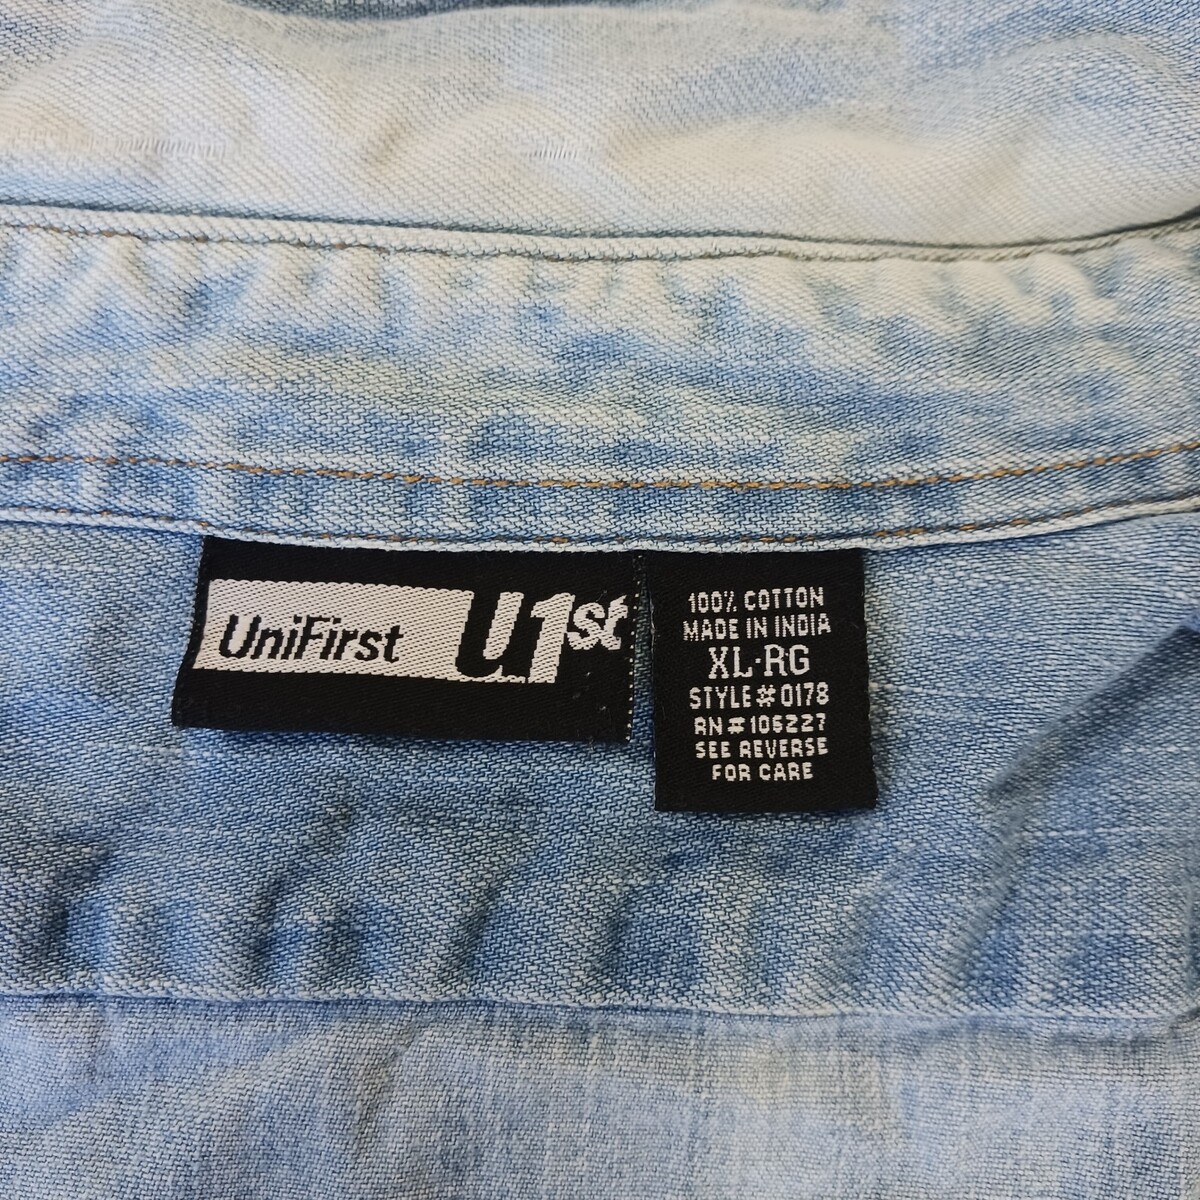 UniFirst U1st
100% COTTON
MADE IN INDIA
XL·RG
STYLE#0178
RN#106227
SEE REVERSE
FOR CARE